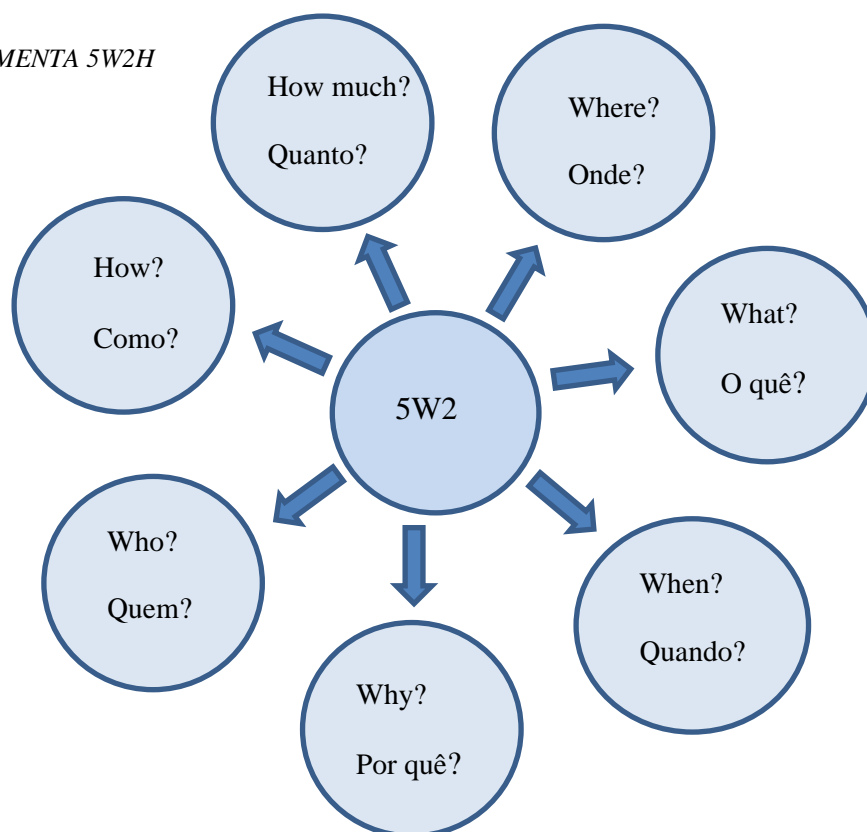 MENTA 5W2H
How much?
Quanto?
Where?
Onde?
How?
Como?
What?
O quê?
5W2
Who?
Quem?
When?
Quando?
Why?
Por quê?